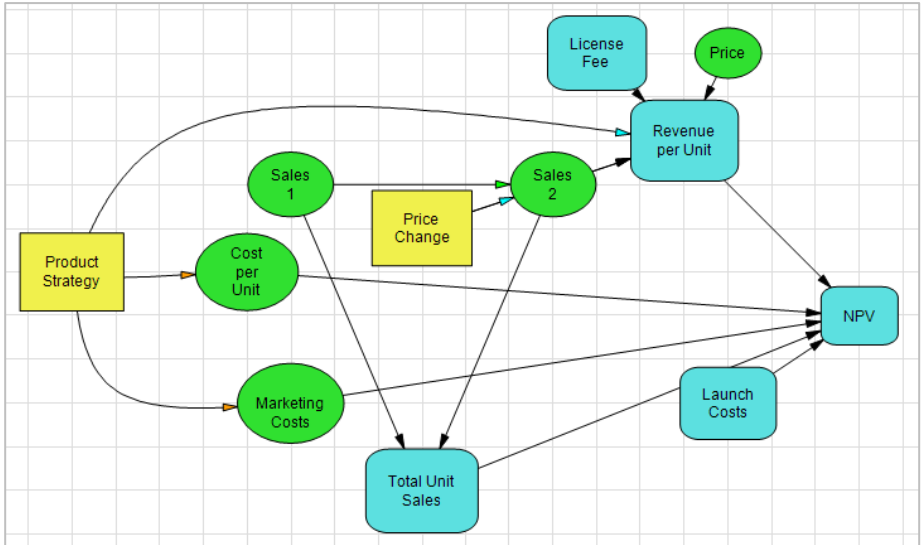 License
Fee
Price
Revenue
per Unit
Sales
1
Sales
2
Price
Change
Product
Strategy
Cost
per
Unit
NPV
Marketing
Costs
Launch
Costs
Total Unit
Sales